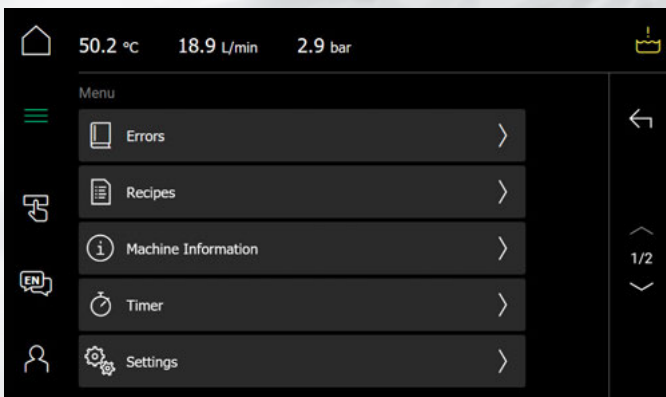 50.2 °C 18.9 L/min 2.9 bar
Menu
Errors
Recipes
Machine Information
1/2
EN
Timer
Settings